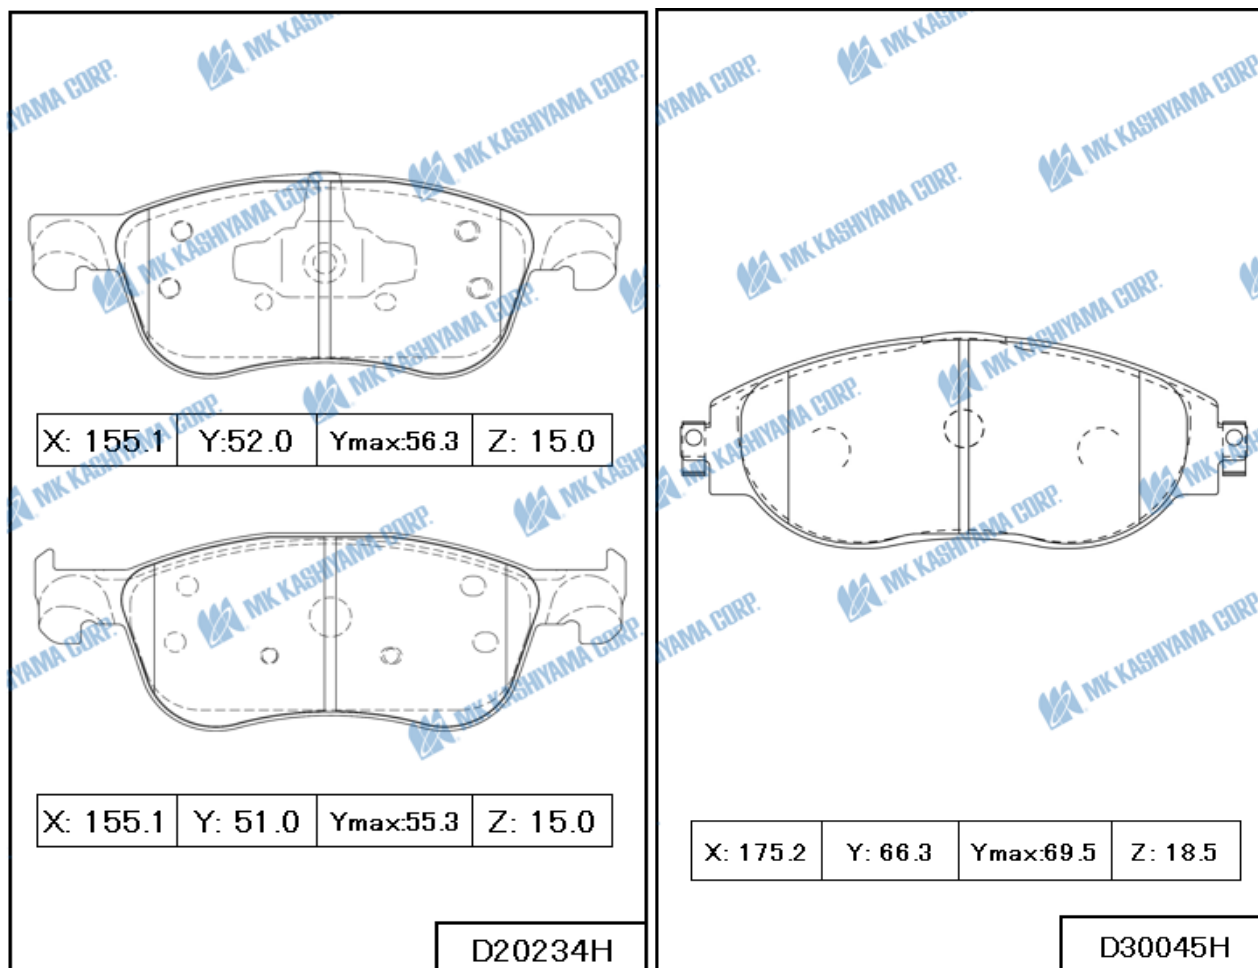 MK KASHIYAMA CORP.
X: 155.1 Y:52.0 Ymax:56.3 Z: 15.0
X: 155.1 Y: 51.0 Ymax:55.3 Z: 15.0
D20234H
X: 175.2 Y: 66.3 Ymax:69.5 Z: 18.5
D30045H